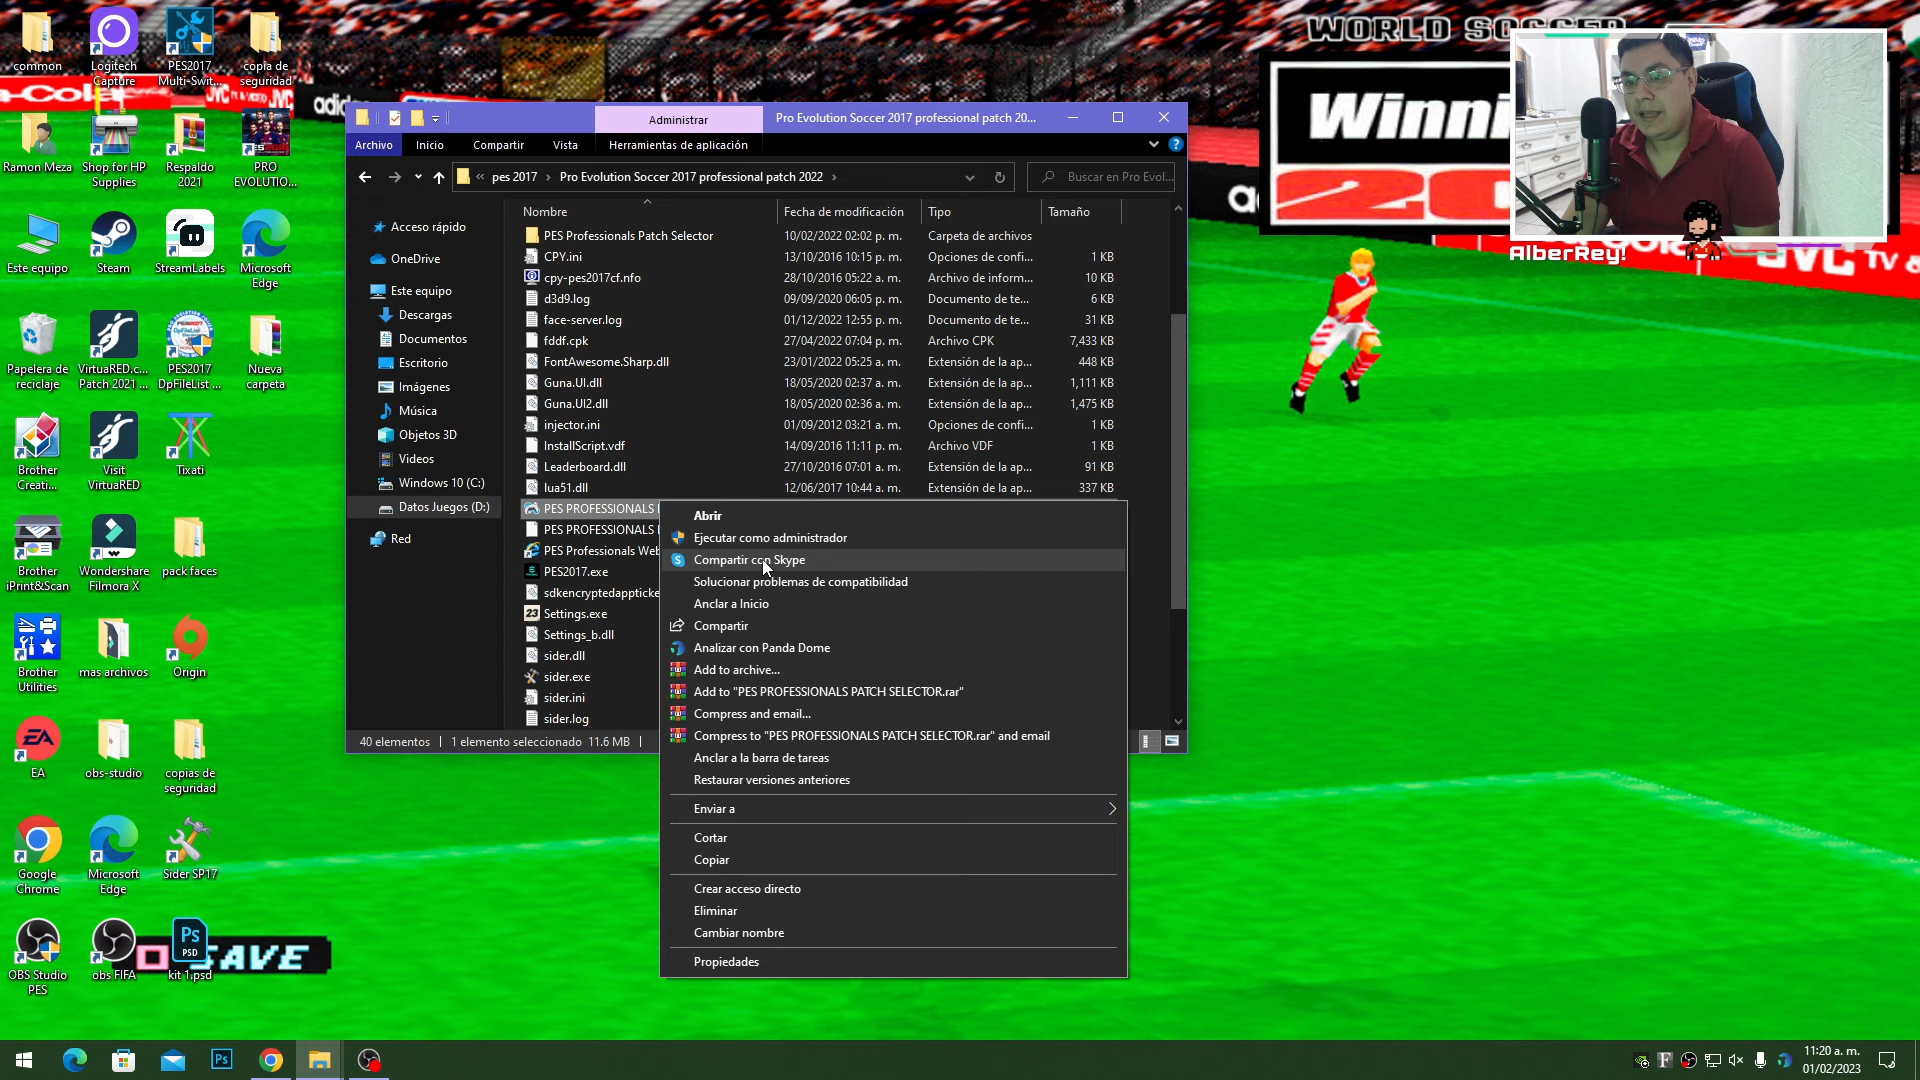 WORLD SOCCER
Winni
20
AlberRey!
adidas
JVC
TV &
SAVE
common
Logitech
Capture
PES2017
Multi-Swit...
copia de
seguridad
Ramon Meza
Shop for HP
Supplies
Respaldo
2021
PRO
EVOLUTIO...
Este equipo
Steam
StreamLabels
Microsoft
Edge
Papelera de
reciclaje
VirtuaRED.c...
Patch 2021 ...
PES2017
DpFileList ...
Nueva
carpeta
Brother
Creati...
Visit
VirtuaRED
Tixati
Brother
iPrint&Scan
Wondershare
Filmora X
pack faces
Brother
Utilities
mas archivos
Origin
EA
obs-studio
copias de
seguridad
Google
Chrome
Microsoft
Edge
Sider SP17
OBS Studio
PES
obs FIFA
kit 1.psd
Administrar
Pro Evolution Soccer 2017 professional patch 20...
Archivo
Inicio
Compartir
Vista
Herramientas de aplicación
« pes 2017 › Pro Evolution Soccer 2017 professional patch 2022 ›
Buscar en Pro Evol...
Nombre Fecha de modificación Tipo Tamaño
Acceso rápido
OneDrive
Este equipo
Descargas
Documentos
Escritorio
Imágenes
Música
Objetos 3D
Videos
Windows 10 (C:)
Datos Juegos (D:)
Red
PES Professionals Patch Selector 10/02/2022 02:02 p. m. Carpeta de archivos
CPY.ini 13/10/2016 10:15 p. m. Opciones de confi... 1 KB
cpy-pes2017cf.nfo 28/10/2016 05:22 a. m. Archivo de inform... 10 KB
d3d9.log 09/09/2020 06:05 p. m. Documento de te... 6 KB
face-server.log 01/12/2022 12:55 p. m. Documento de te... 31 KB
fddf.cpk 27/04/2022 07:04 p. m. Archivo CPK 7,433 KB
FontAwesome.Sharp.dll 23/01/2022 05:25 a. m. Extensión de la ap... 448 KB
Guna.UI.dll 18/05/2020 02:37 a. m. Extensión de la ap... 1,111 KB
Guna.UI2.dll 18/05/2020 02:36 a. m. Extensión de la ap... 1,475 KB
injector.ini 01/09/2012 03:21 a. m. Opciones de confi... 1 KB
InstallScript.vdf 14/09/2016 11:11 p. m. Archivo VDF 1 KB
Leaderboard.dll 27/10/2016 07:01 a. m. Extensión de la ap... 91 KB
lua51.dll 12/06/2017 10:44 a. m. Extensión de la ap... 337 KB
PES PROFESSIONALS
PES PROFESSIONALS
PES Professionals Web
PES2017.exe
sdkencryptedappticke
Settings.exe
Settings_b.dll
sider.dll
sider.exe
sider.ini
sider.log
40 elementos
1 elemento seleccionado 11.6 MB
Abrir
Ejecutar como administrador
Compartir con Skype
Solucionar problemas de compatibilidad
Anclar a Inicio
Compartir
Analizar con Panda Dome
Add to archive...
Add to "PES PROFESSIONALS PATCH SELECTOR.rar"
Compress and email...
Compress to "PES PROFESSIONALS PATCH SELECTOR.rar" and email
Anclar a la barra de tareas
Restaurar versiones anteriores
Enviar a
Cortar
Copiar
Crear acceso directo
Eliminar
Cambiar nombre
Propiedades
11:20 a. m.
01/02/2023